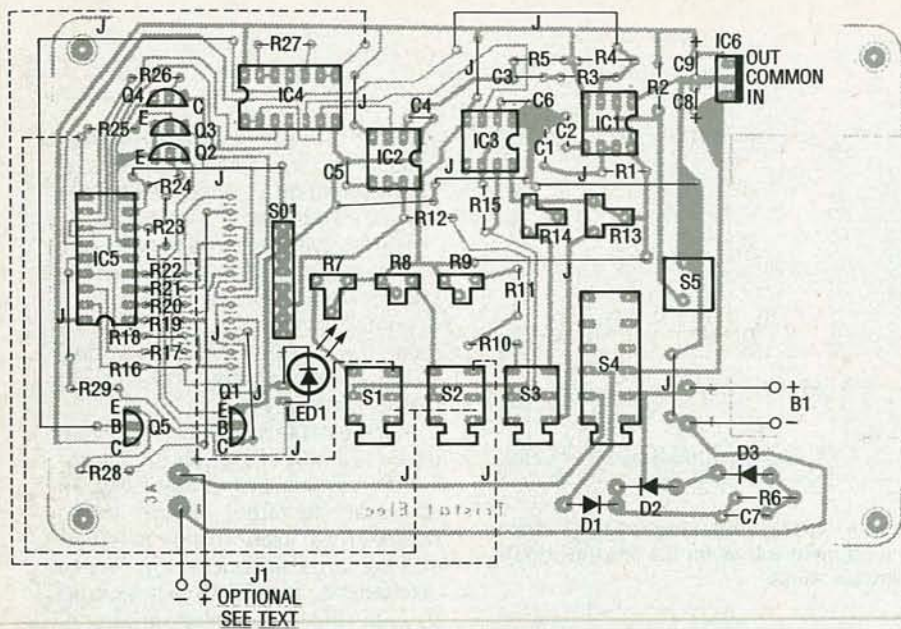 J
R27
J
R5
R4
IC6
OUT
COMMON
IN
C9
R26
IC4
J
J
C3
R3
R2
Q4
C
C4
C6
C8
E
R25
Q3
IC2
IC3
C2
IC1
C1
Q2
E
J
C5
J
R1
J
R24
J
R12
R15
R23
S01
R14
R13
IC5
R22
R7
R8
R9
J
S5
R21
R11
R20
R19
J
J
R18
R17
R10
S4
R16
J
R29
Q1
J
LED1
S1
S2
S3
+
B1
−
E
B
Q5
C
E
B
C
J
R28
AC
J
J
D3
Tristat Elec
D2
R6
C7
D1
J1
− + OPTIONAL
SEE TEXT